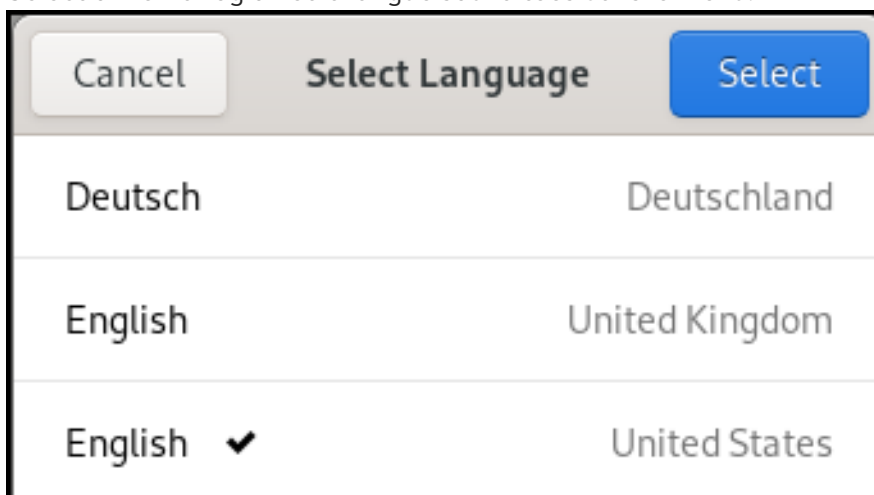 Cancel Select Language Select
Deutsch Deutschland
English United Kingdom
English ✔ United States